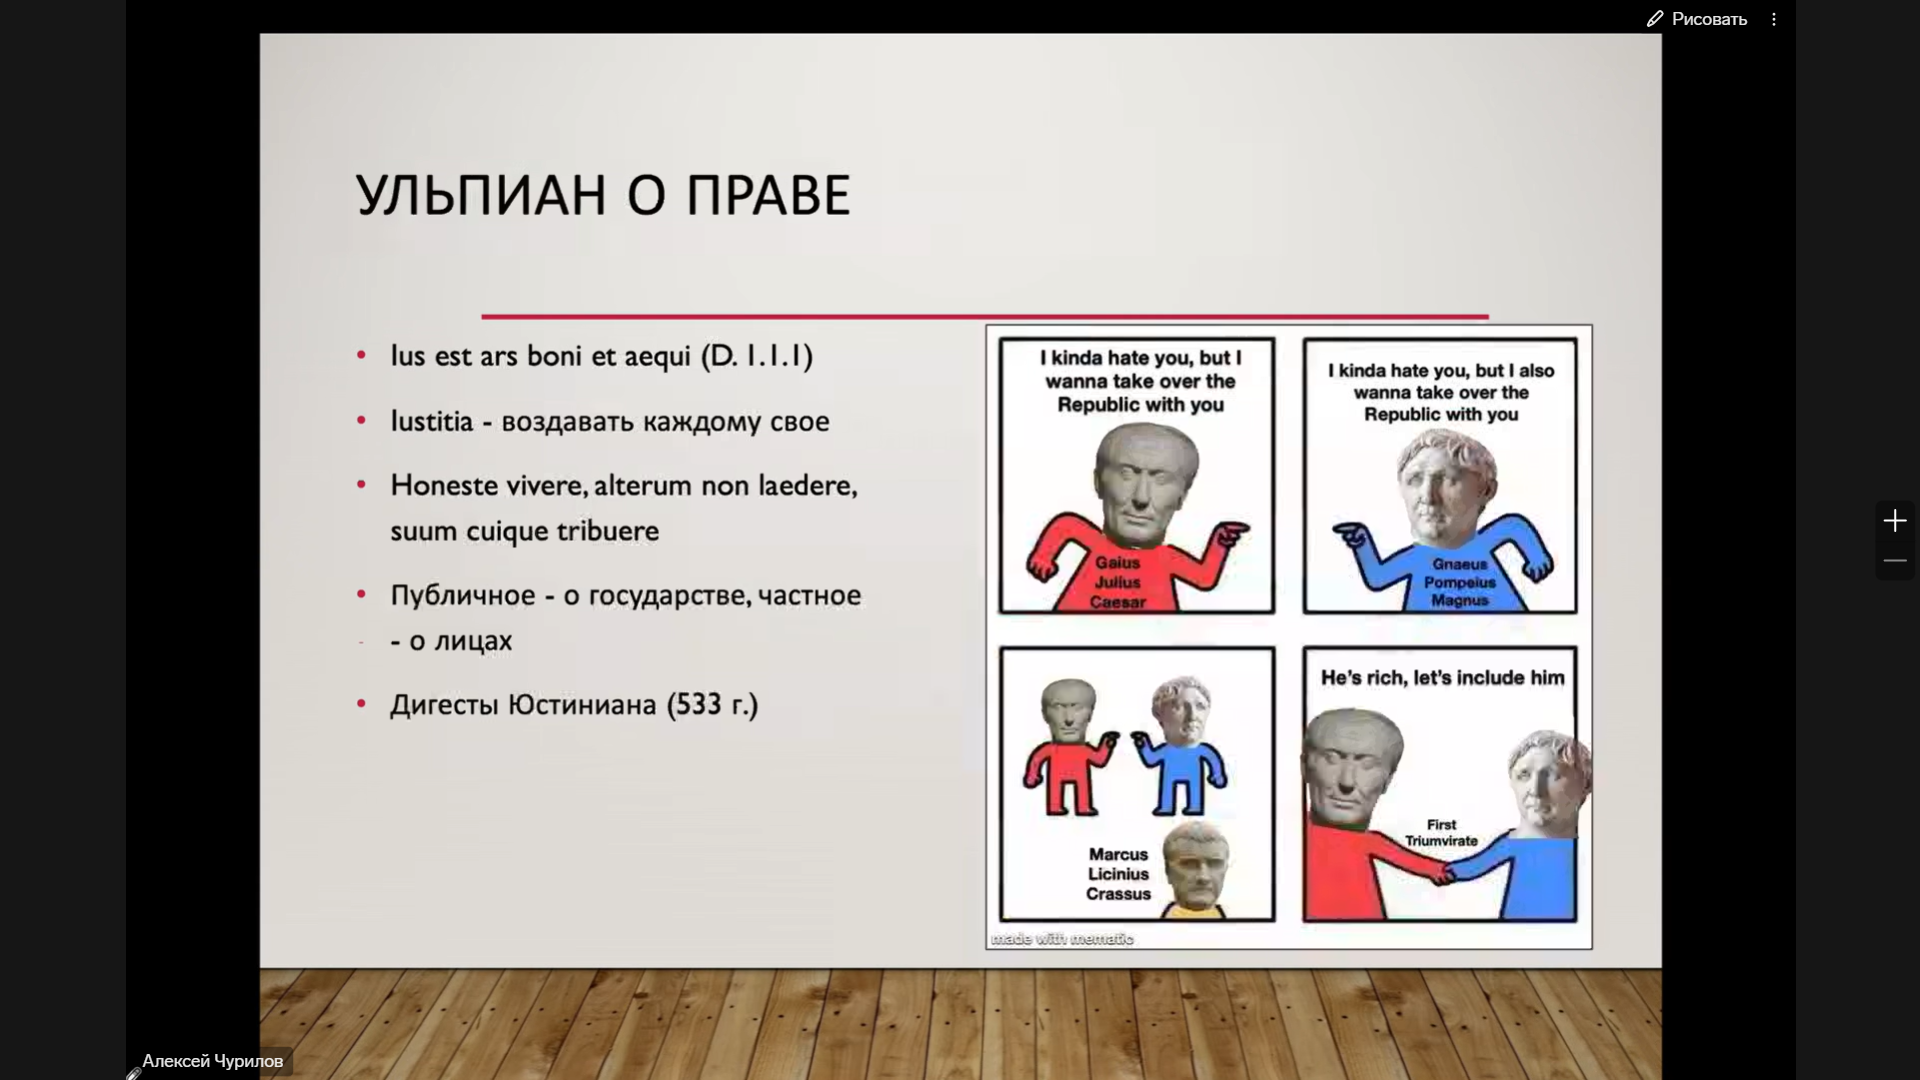 Рисовать
УЛЬПИАН О ПРАВЕ
• Ius est ars boni et aequi (D. 1.1.1)
• Iustitia - воздавать каждому свое
• Honeste vivere, alterum non laedere,
suum cuique tribuere
• Публичное - о государстве, частное
- - о лицах
• Дигесты Юстиниана (533 г.)
I kinda hate you, but I
wanna take over the
Republic with you
Gaius
Julius
Caesar
I kinda hate you, but I also
wanna take over the
Republic with you
Gnaeus
Pompeius
Magnus
Marcus
Licinius
Crassus
He's rich, let's include him
First
Triumvirate
made with mematic
Алексей Чурилов